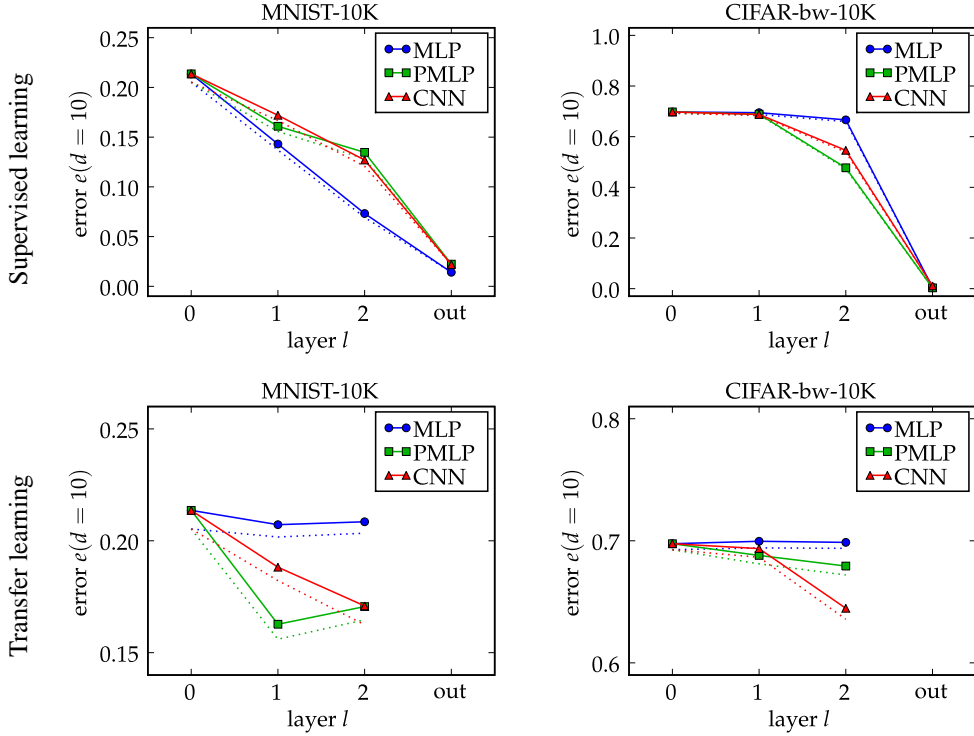 MNIST-10K
CIFAR-bw-10K
Supervised learning
error e(d = 10)
0.25
0.20
0.15
0.10
0.05
0.00
MLP
PMLP
CNN
0
1
2
out
layer l
error e(d = 10)
1.0
0.8
0.6
0.4
0.2
0.0
MLP
PMLP
CNN
0
1
2
out
layer l
MNIST-10K
CIFAR-bw-10K
Transfer learning
error e(d = 10)
0.25
0.20
0.15
MLP
PMLP
CNN
0
1
2
out
layer l
error e(d = 10)
0.8
0.7
0.6
MLP
PMLP
CNN
0
1
2
out
layer l